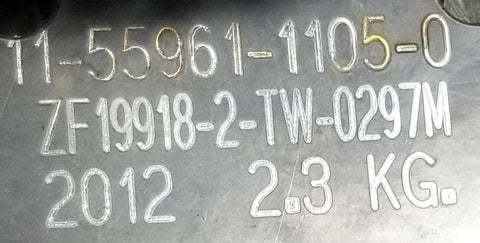 11-55961-1105-0
ZF19918-2-TW-0297M
2012 2.3 KG.